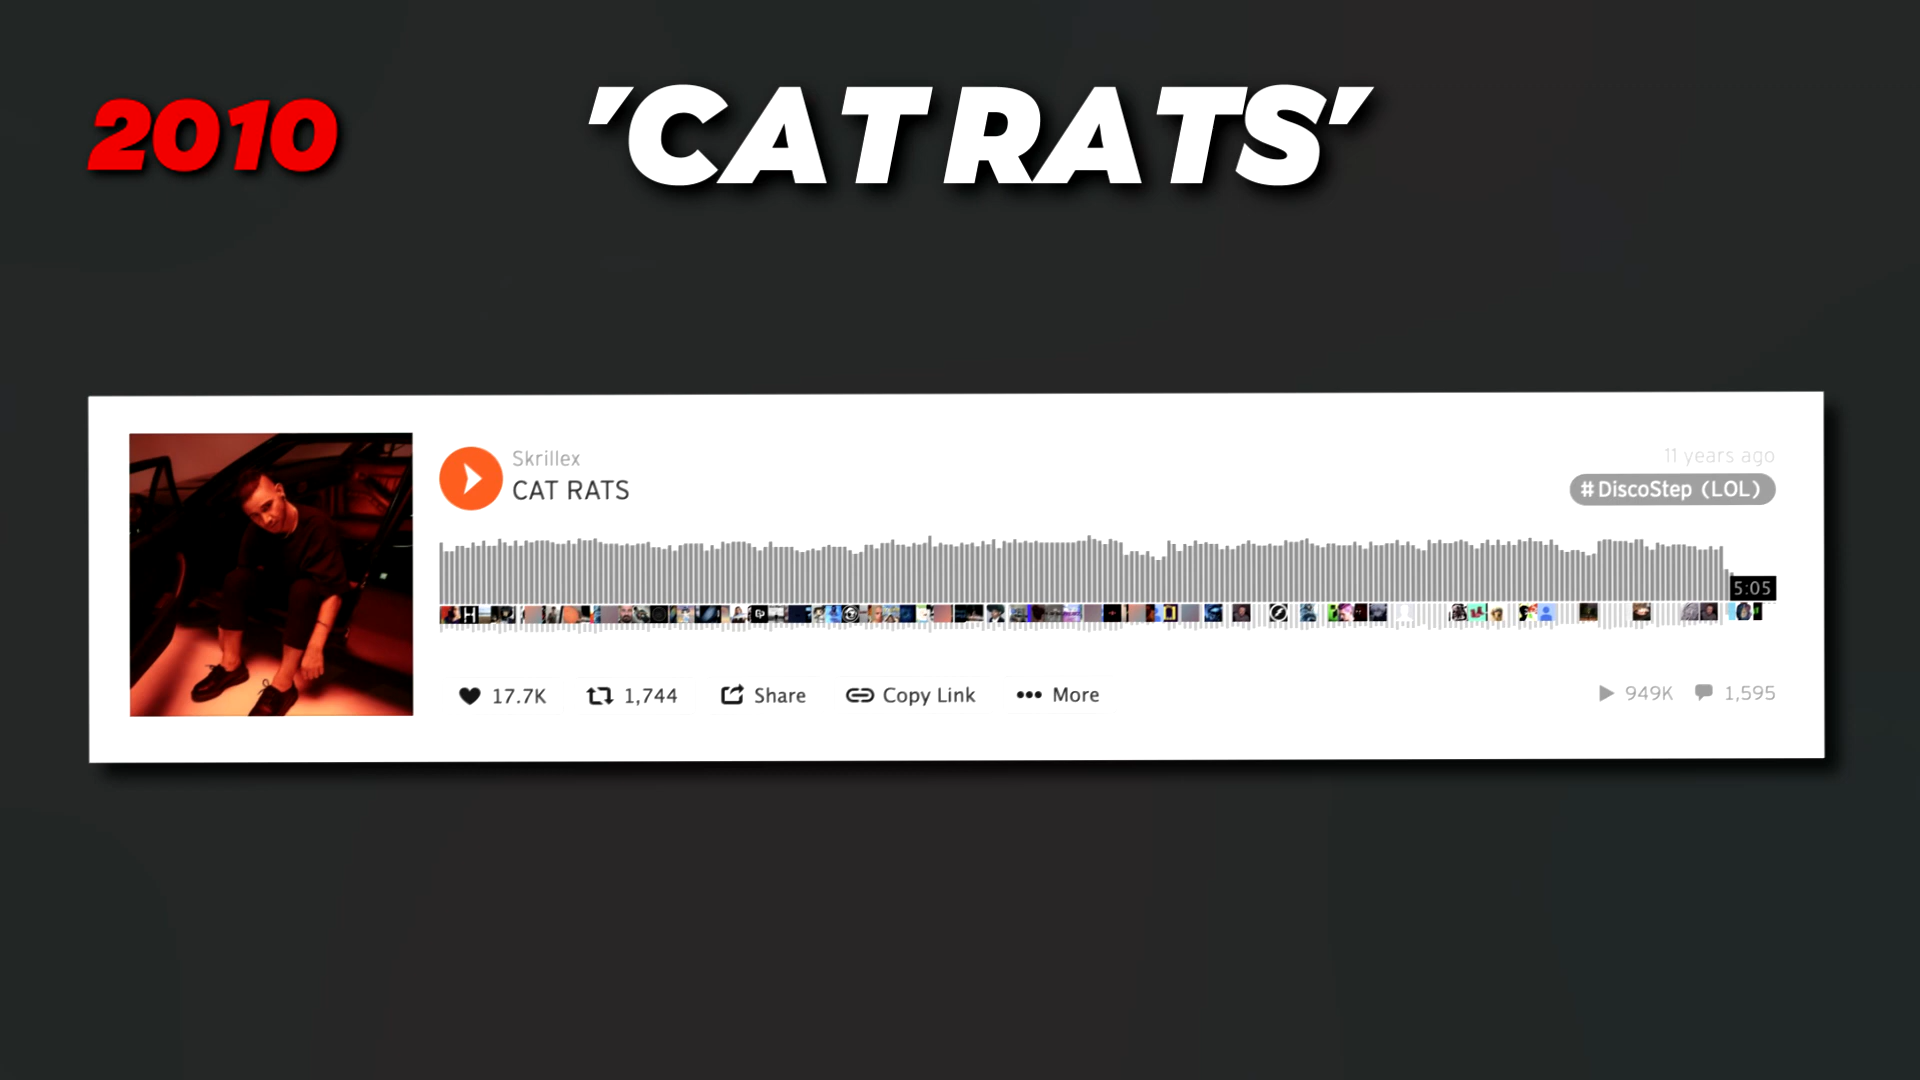 2010
'CAT RATS'
Skrillex
CAT RATS
11 years ago
# DiscoStep (LOL)
5:05
17.7K
1,744
Share
Copy Link
More
949K
1,595